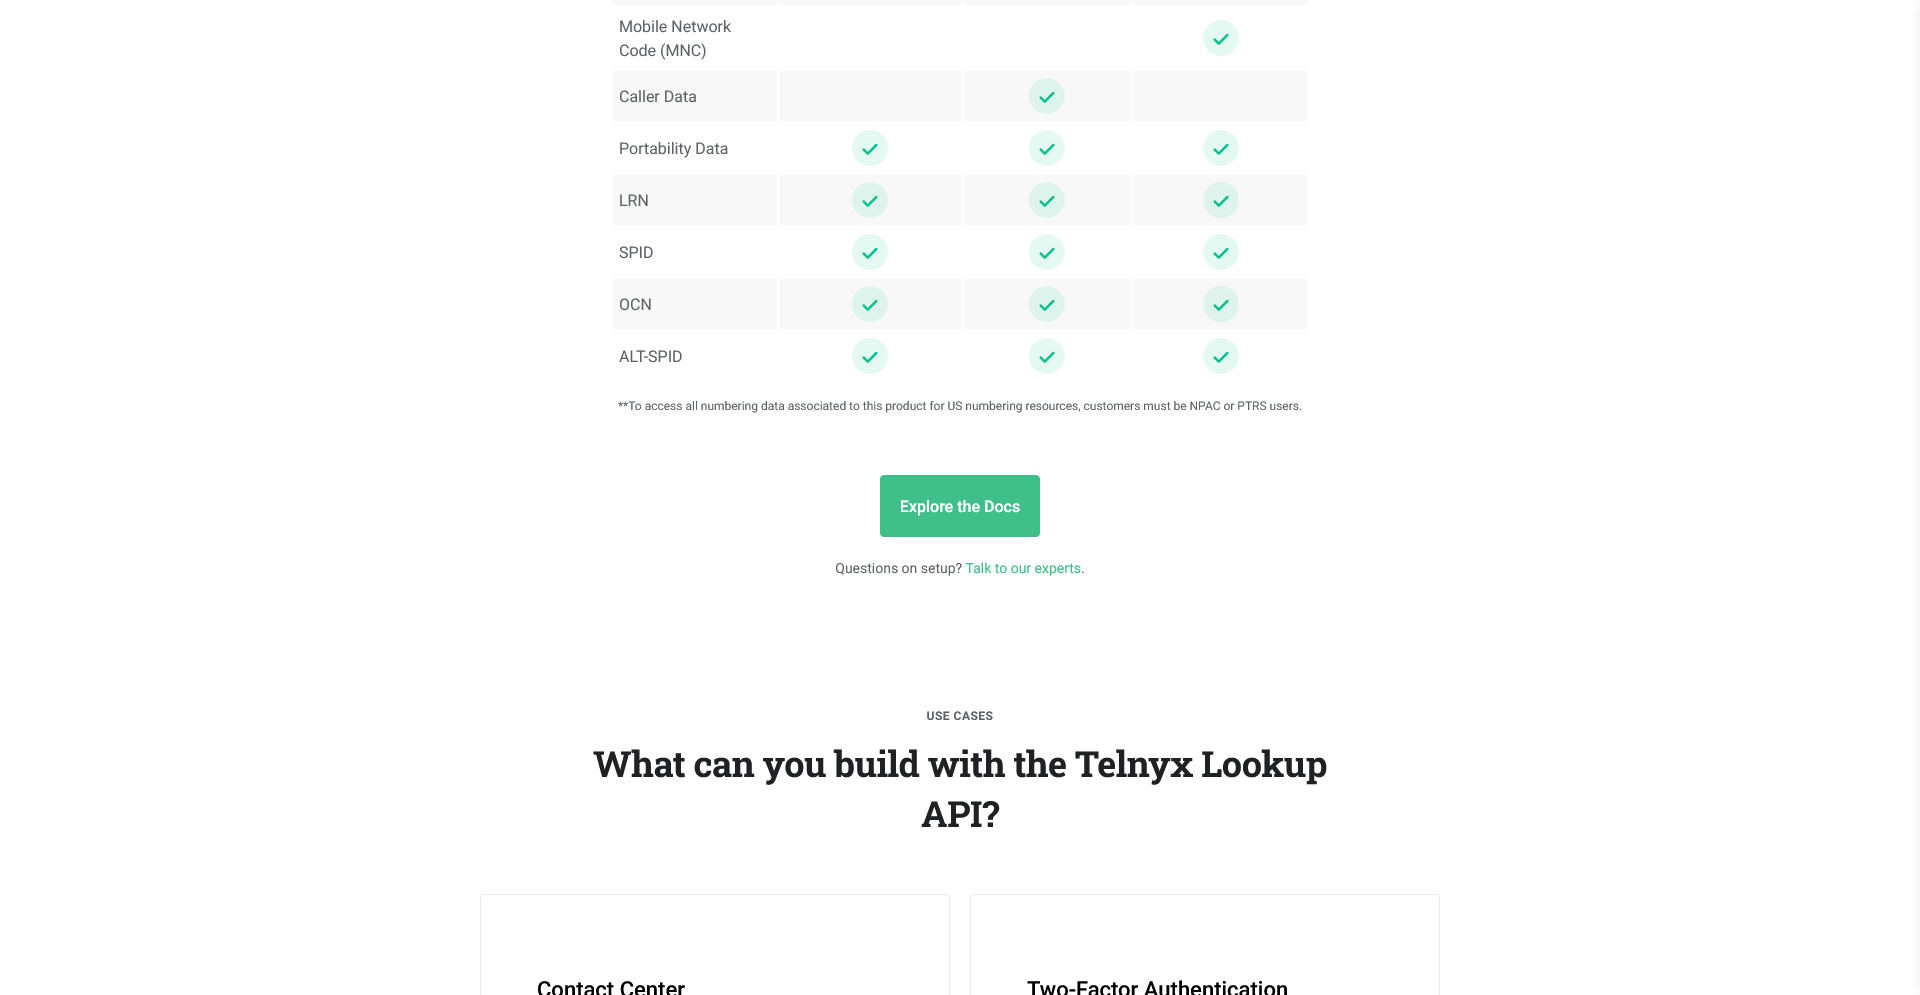 Mobile Network
Code (MNC)
Caller Data
Portability Data
LRN
SPID
OCN
ALT-SPID
**To access all numbering data associated to this product for US numbering resources, customers must be NPAC or PTRS users.
Explore the Docs
Questions on setup? Talk to our experts.
USE CASES
What can you build with the Telnyx Lookup
API?
Contact Center
Two-Factor Authentication